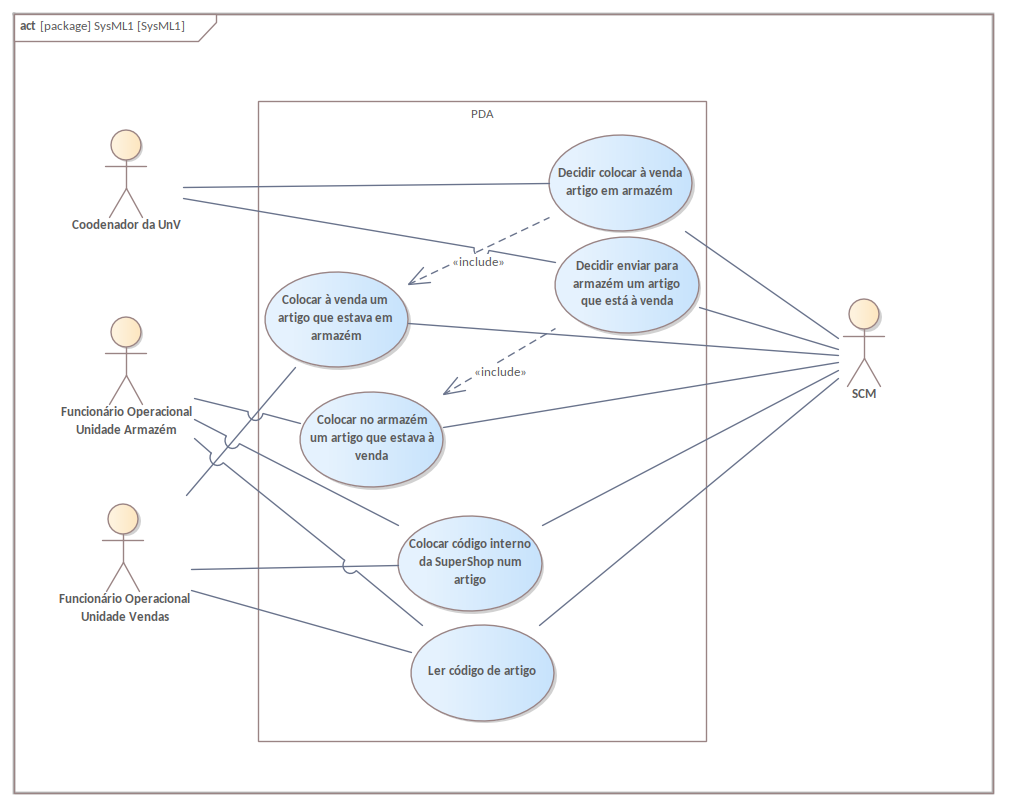 act [package] SysML1 [SysML1]
PDA
Decidir colocar à venda
artigo em armazém
Coodenador da UnV
«include»
Decidir enviar para
armazém um artigo
que está à venda
Colocar à venda um
artigo que estava em
armazém
SCM
«include»
Funcionário Operacional
Unidade Armazém
Colocar no armazém
um artigo que estava à
venda
Colocar código interno
da SuperShop num
artigo
Funcionário Operacional
Unidade Vendas
Ler código de artigo